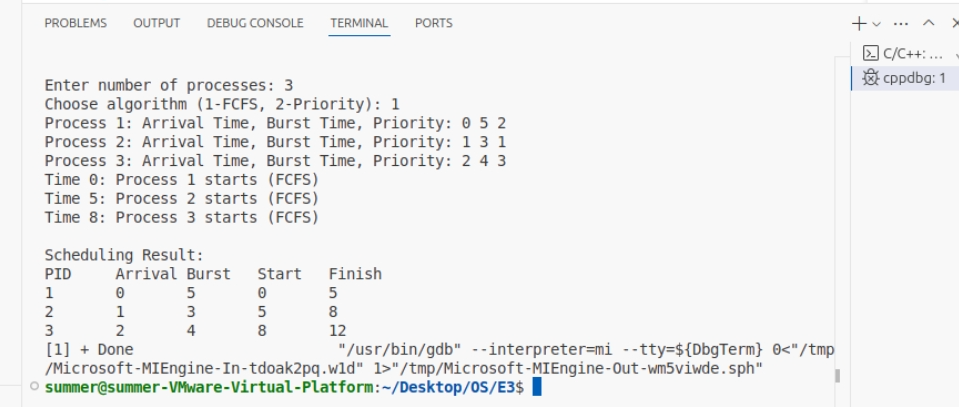 PROBLEMS OUTPUT DEBUG CONSOLE TERMINAL PORTS
C/C++: ...
cppdbg: 1
Enter number of processes: 3
Choose algorithm (1-FCFS, 2-Priority): 1
Process 1: Arrival Time, Burst Time, Priority: 0 5 2
Process 2: Arrival Time, Burst Time, Priority: 1 3 1
Process 3: Arrival Time, Burst Time, Priority: 2 4 3
Time 0: Process 1 starts (FCFS)
Time 5: Process 2 starts (FCFS)
Time 8: Process 3 starts (FCFS)
Scheduling Result:
PID Arrival Burst Start Finish
1 0 5 0 5
2 1 3 5 8
3 2 4 8 12
[1] + Done "/usr/bin/gdb" --interpreter=mi --tty=${DbgTerm} 0<"/tmp
/Microsoft-MIEngine-In-tdoak2pq.w1d" 1>"/tmp/Microsoft-MIEngine-Out-wm5viwde.sph"
summer@summer-VMware-Virtual-Platform:~/Desktop/OS/E3$